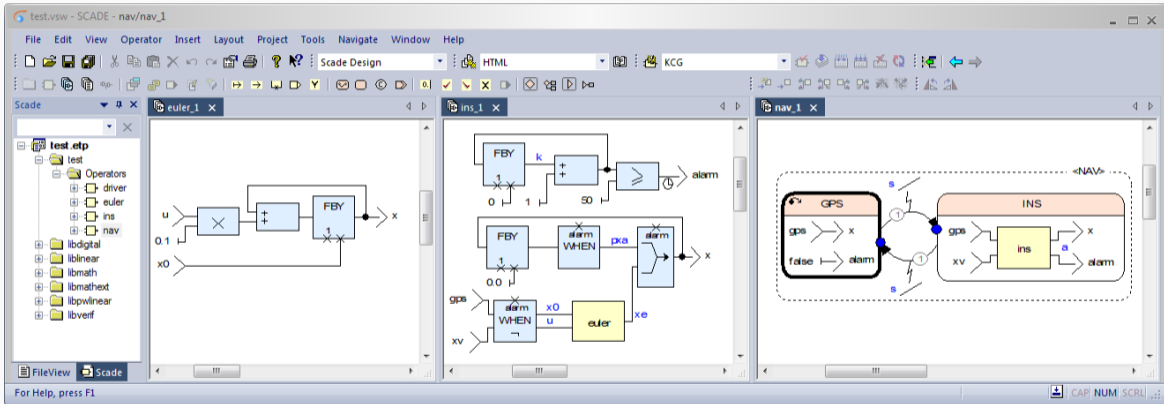 test.vsw - SCADE - nav/nav_1
File Edit View Operator Insert Layout Project Tools Navigate Window Help
Scade Design HTML KCG
Scade
test.etp
test
Operators
driver
euler
ins
nav
libdigital
liblinear
libmath
libmathext
libpwlinear
libverif
FileView Scade
euler_1
FBY
1
u
0.1
x0
x
ins_1
FBY
k
1
0
1
50
alarm
FBY
1
0.0
alarm
WHEN
pxa
alarm
x
gps
xv
alarm
WHEN
x0
u
euler
xe
nav_1
<NAV>
GPS
gps x
false alarm
s
1
1
s
INS
gps
xv
ins
x
a
alarm
For Help, press F1
CAP NUM SCRL